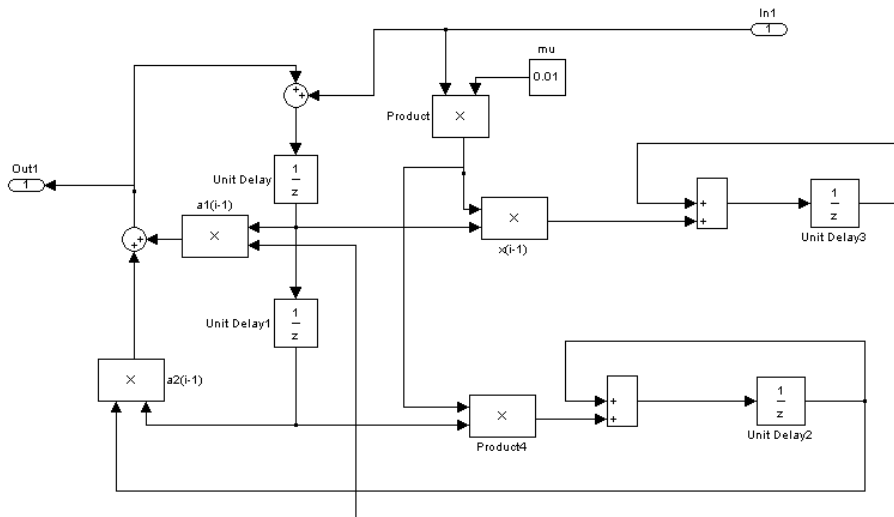 In1
1
mu
0.01
Product
×
Out1
1
Unit Delay
1
z
a1(i-1)
×
×
x(i-1)
1
z
Unit Delay3
Unit Delay1
1
z
×
a2(i-1)
×
Product4
1
z
Unit Delay2